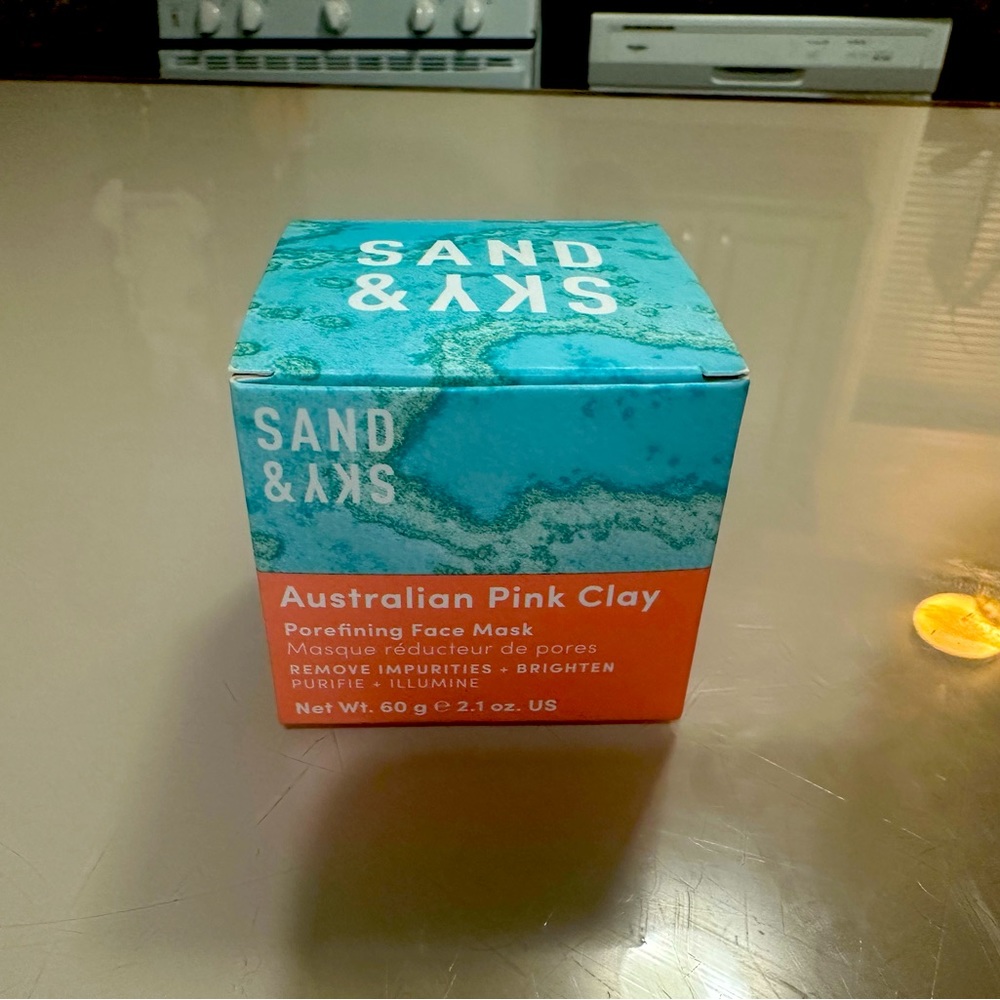 SAND
& SKY
SAND
& SKY
Australian Pink Clay
Porefining Face Mask
Masque réducteur de pores
REMOVE IMPURITIES + BRIGHTEN
PURIFIE + ILLUMINE
Net Wt. 60 g ℮ 2.1 oz. US